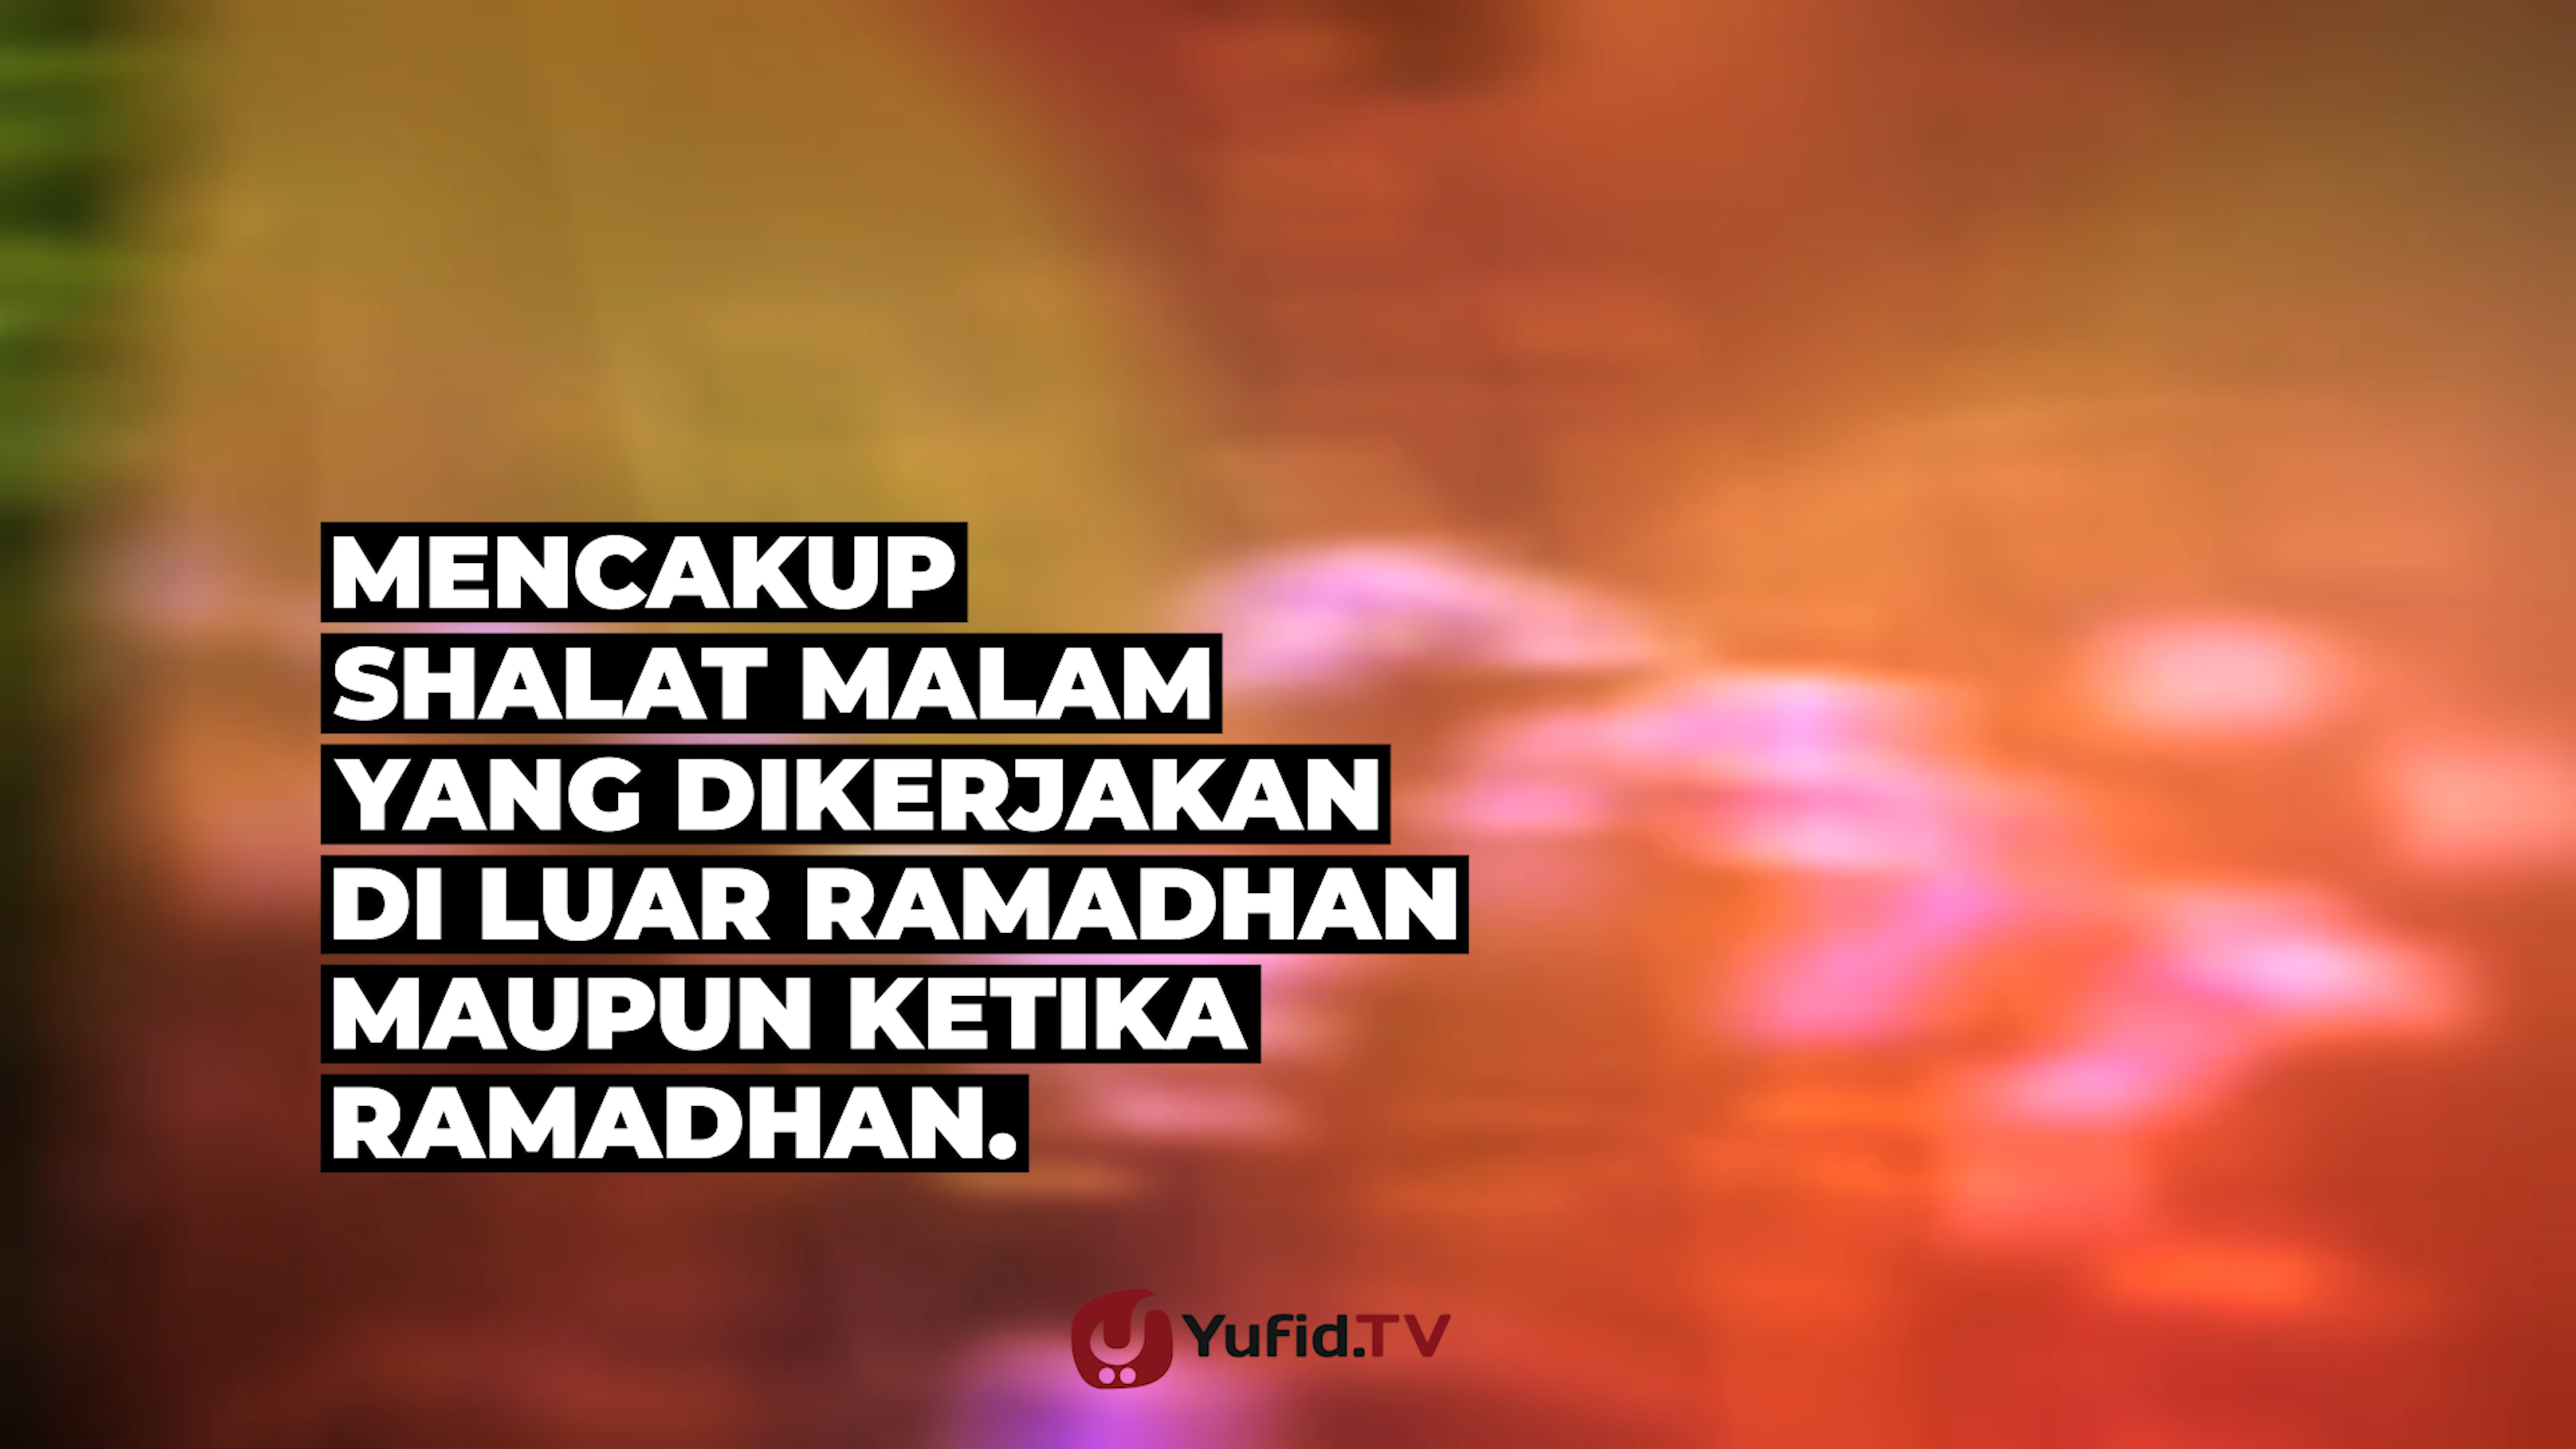 MENCAKUP
SHALAT MALAM
YANG DIKERJAKAN
DI LUAR RAMADHAN
MAUPUN KETIKA
RAMADHAN.
Yufid.TV